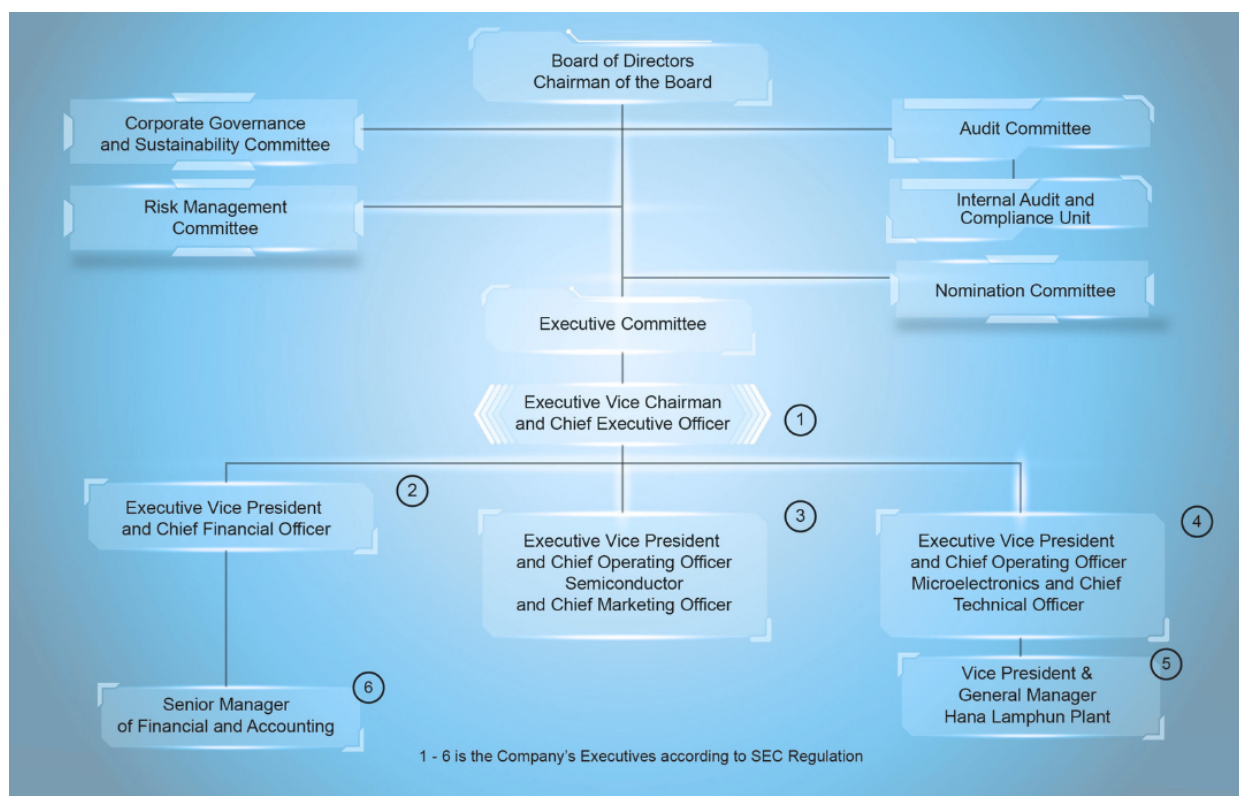 Board of Directors
Chairman of the Board
Corporate Governance
and Sustainability Committee
Audit Committee
Risk Management
Committee
Internal Audit and
Compliance Unit
Nomination Committee
Executive Committee
Executive Vice Chairman
and Chief Executive Officer
1
2
Executive Vice President
and Chief Financial Officer
3
Executive Vice President
and Chief Operating Officer
Semiconductor
and Chief Marketing Officer
4
Executive Vice President
and Chief Operating Officer
Microelectronics and Chief
Technical Officer
5
Vice President &
General Manager
Hana Lamphun Plant
6
Senior Manager
of Financial and Accounting
1 - 6 is the Company's Executives according to SEC Regulation